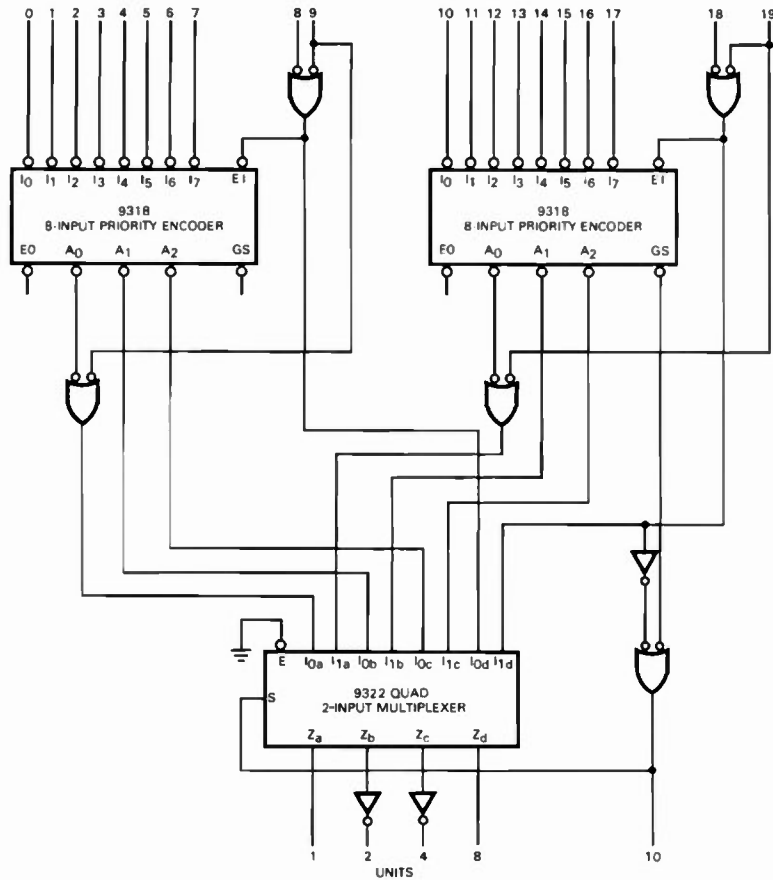 0 1 2 3 4 5 6 7 8 9 10 11 12 13 14 15 16 17 18 19
I0 I1 I2 I3 I4 I5 I6 I7 EI
9318
8-INPUT PRIORITY ENCODER
EO A0 A1 A2 GS
I0 I1 I2 I3 I4 I5 I6 I7 EI
9318
8-INPUT PRIORITY ENCODER
EO A0 A1 A2 GS
E I0a I1a I0b I1b I0c I1c I0d I1d
S
9322 QUAD
2-INPUT MULTIPLEXER
Za Zb Zc Zd
1 2 4 8 10
UNITS